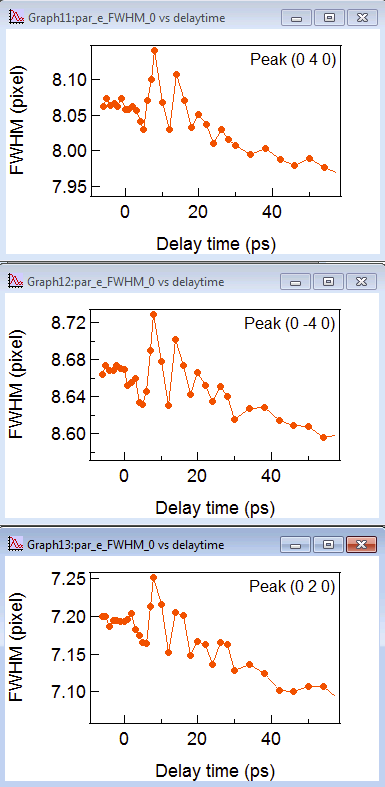 Graph11:par_e_FWHM_0 vs delaytime
Peak (0 4 0)
FWHM (pixel)
8.10
8.05
8.00
7.95
0 20 40
Delay time (ps)
Graph12:par_e_FWHM_0 vs delaytime
Peak (0 -4 0)
FWHM (pixel)
8.72
8.68
8.64
8.60
0 20 40
Delay time (ps)
Graph13:par_e_FWHM_0 vs delaytime
Peak (0 2 0)
FWHM (pixel)
7.25
7.20
7.15
7.10
0 20 40
Delay time (ps)